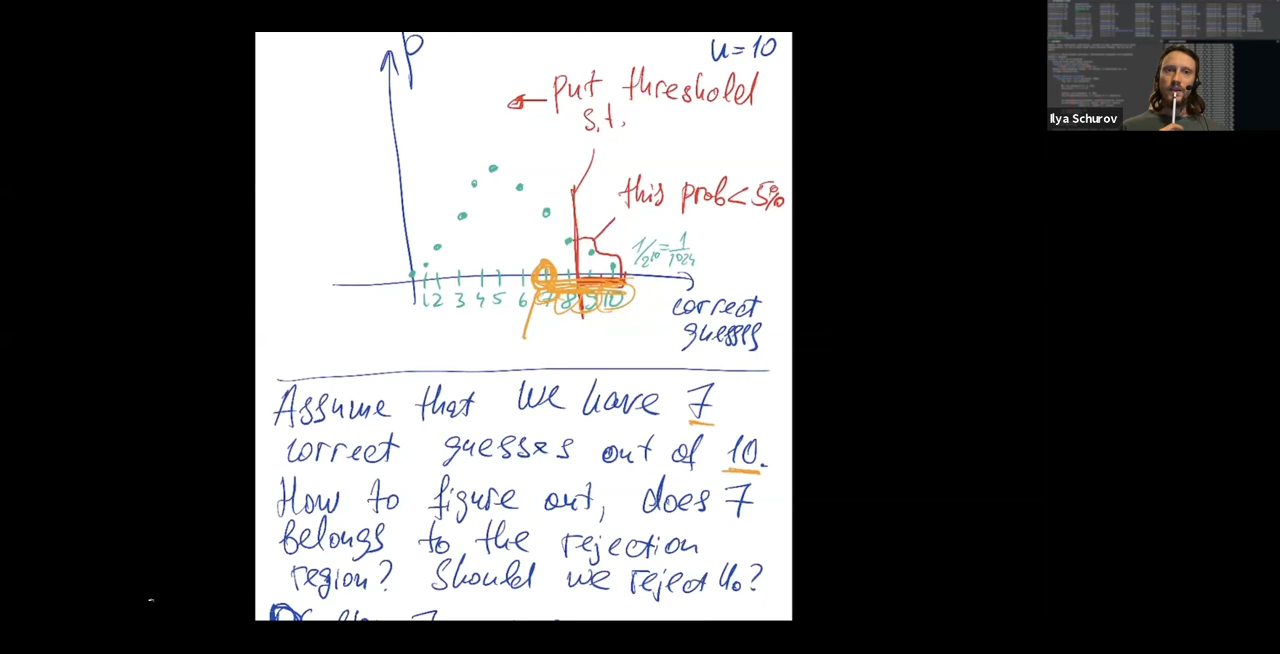 p
n=10
put threshold
s.t.
this prob < 5%
1/2^10 = 1/1024
1 2 3 4 5 6 7 8 9 10
correct
guesses
Assume that we have 7
correct guesses out of 10.
How to figure out, does 7
belongs to the rejection
region? Should we reject H₀?
Ilya Schurov